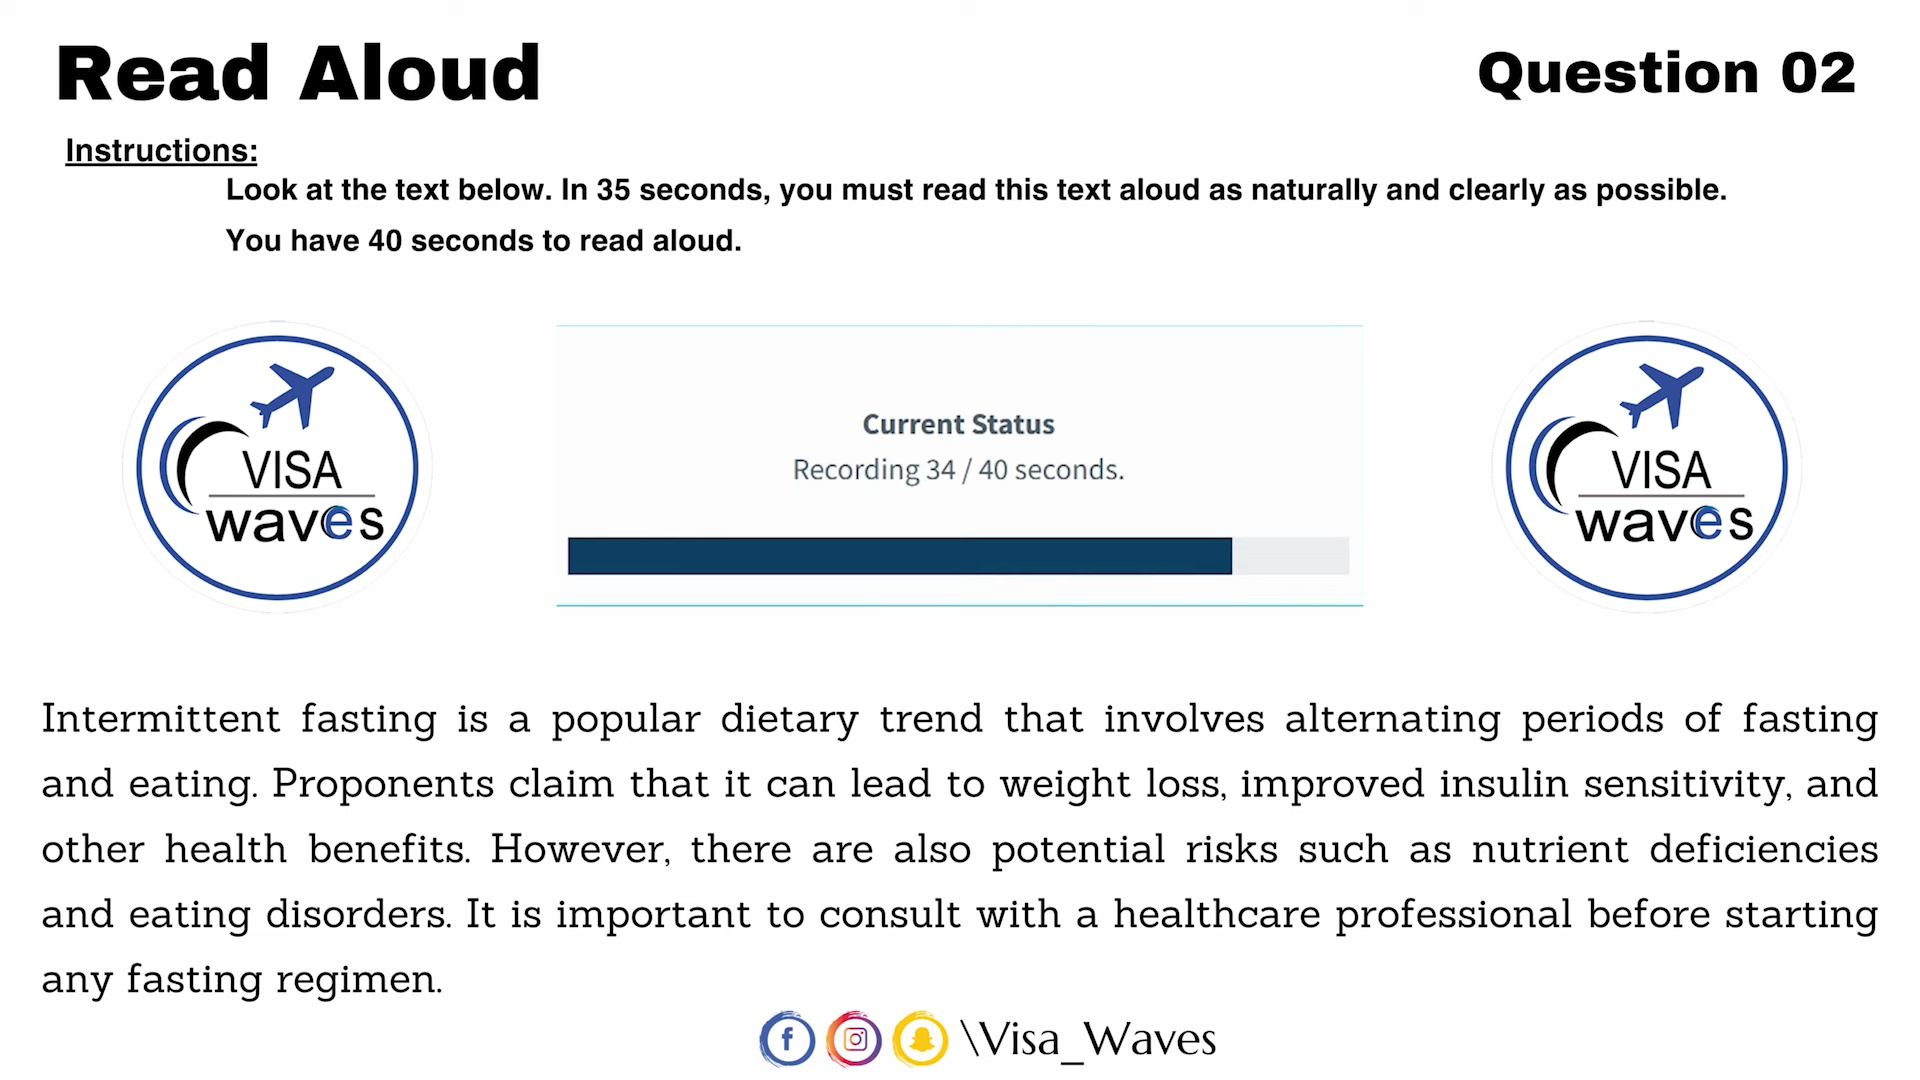 Read Aloud
Question 02
Instructions:
Look at the text below. In 35 seconds, you must read this text aloud as naturally and clearly as possible.
You have 40 seconds to read aloud.
VISA
waves
Current Status
Recording 34 / 40 seconds.
VISA
waves
Intermittent fasting is a popular dietary trend that involves alternating periods of fasting
and eating. Proponents claim that it can lead to weight loss, improved insulin sensitivity, and
other health benefits. However, there are also potential risks such as nutrient deficiencies
and eating disorders. It is important to consult with a healthcare professional before starting
any fasting regimen.
\Visa_Waves